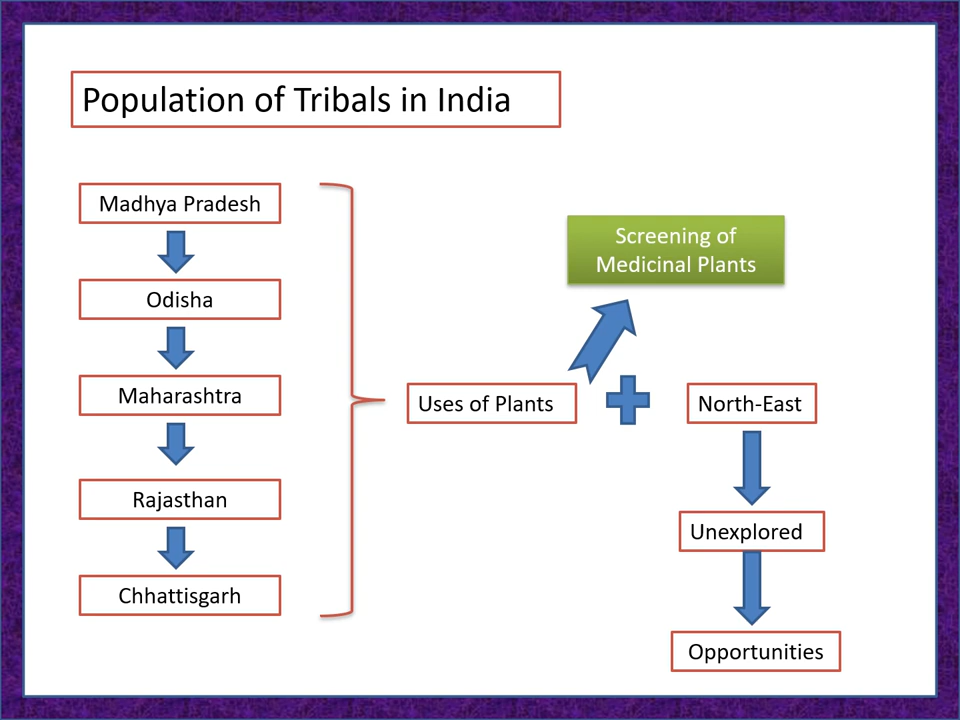 Population of Tribals in India
Madhya Pradesh
Odisha
Maharashtra
Rajasthan
Chhattisgarh
Uses of Plants
Screening of
Medicinal Plants
North-East
Unexplored
Opportunities